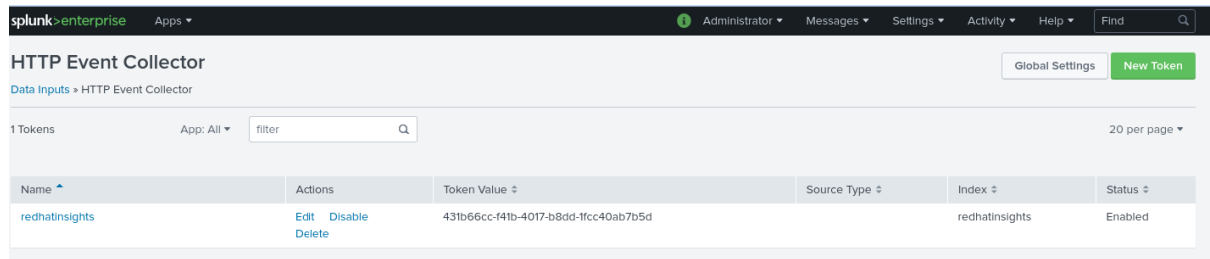 splunk>enterprise Apps Administrator Messages Settings Activity Help Find
HTTP Event Collector
Global Settings New Token
Data Inputs » HTTP Event Collector
1 Tokens App: All filter 20 per page
Name Actions Token Value Source Type Index Status
redhatinsights Edit Disable 431b66cc-f41b-4017-b8dd-1fcc40ab7b5d redhatinsights Enabled
Delete